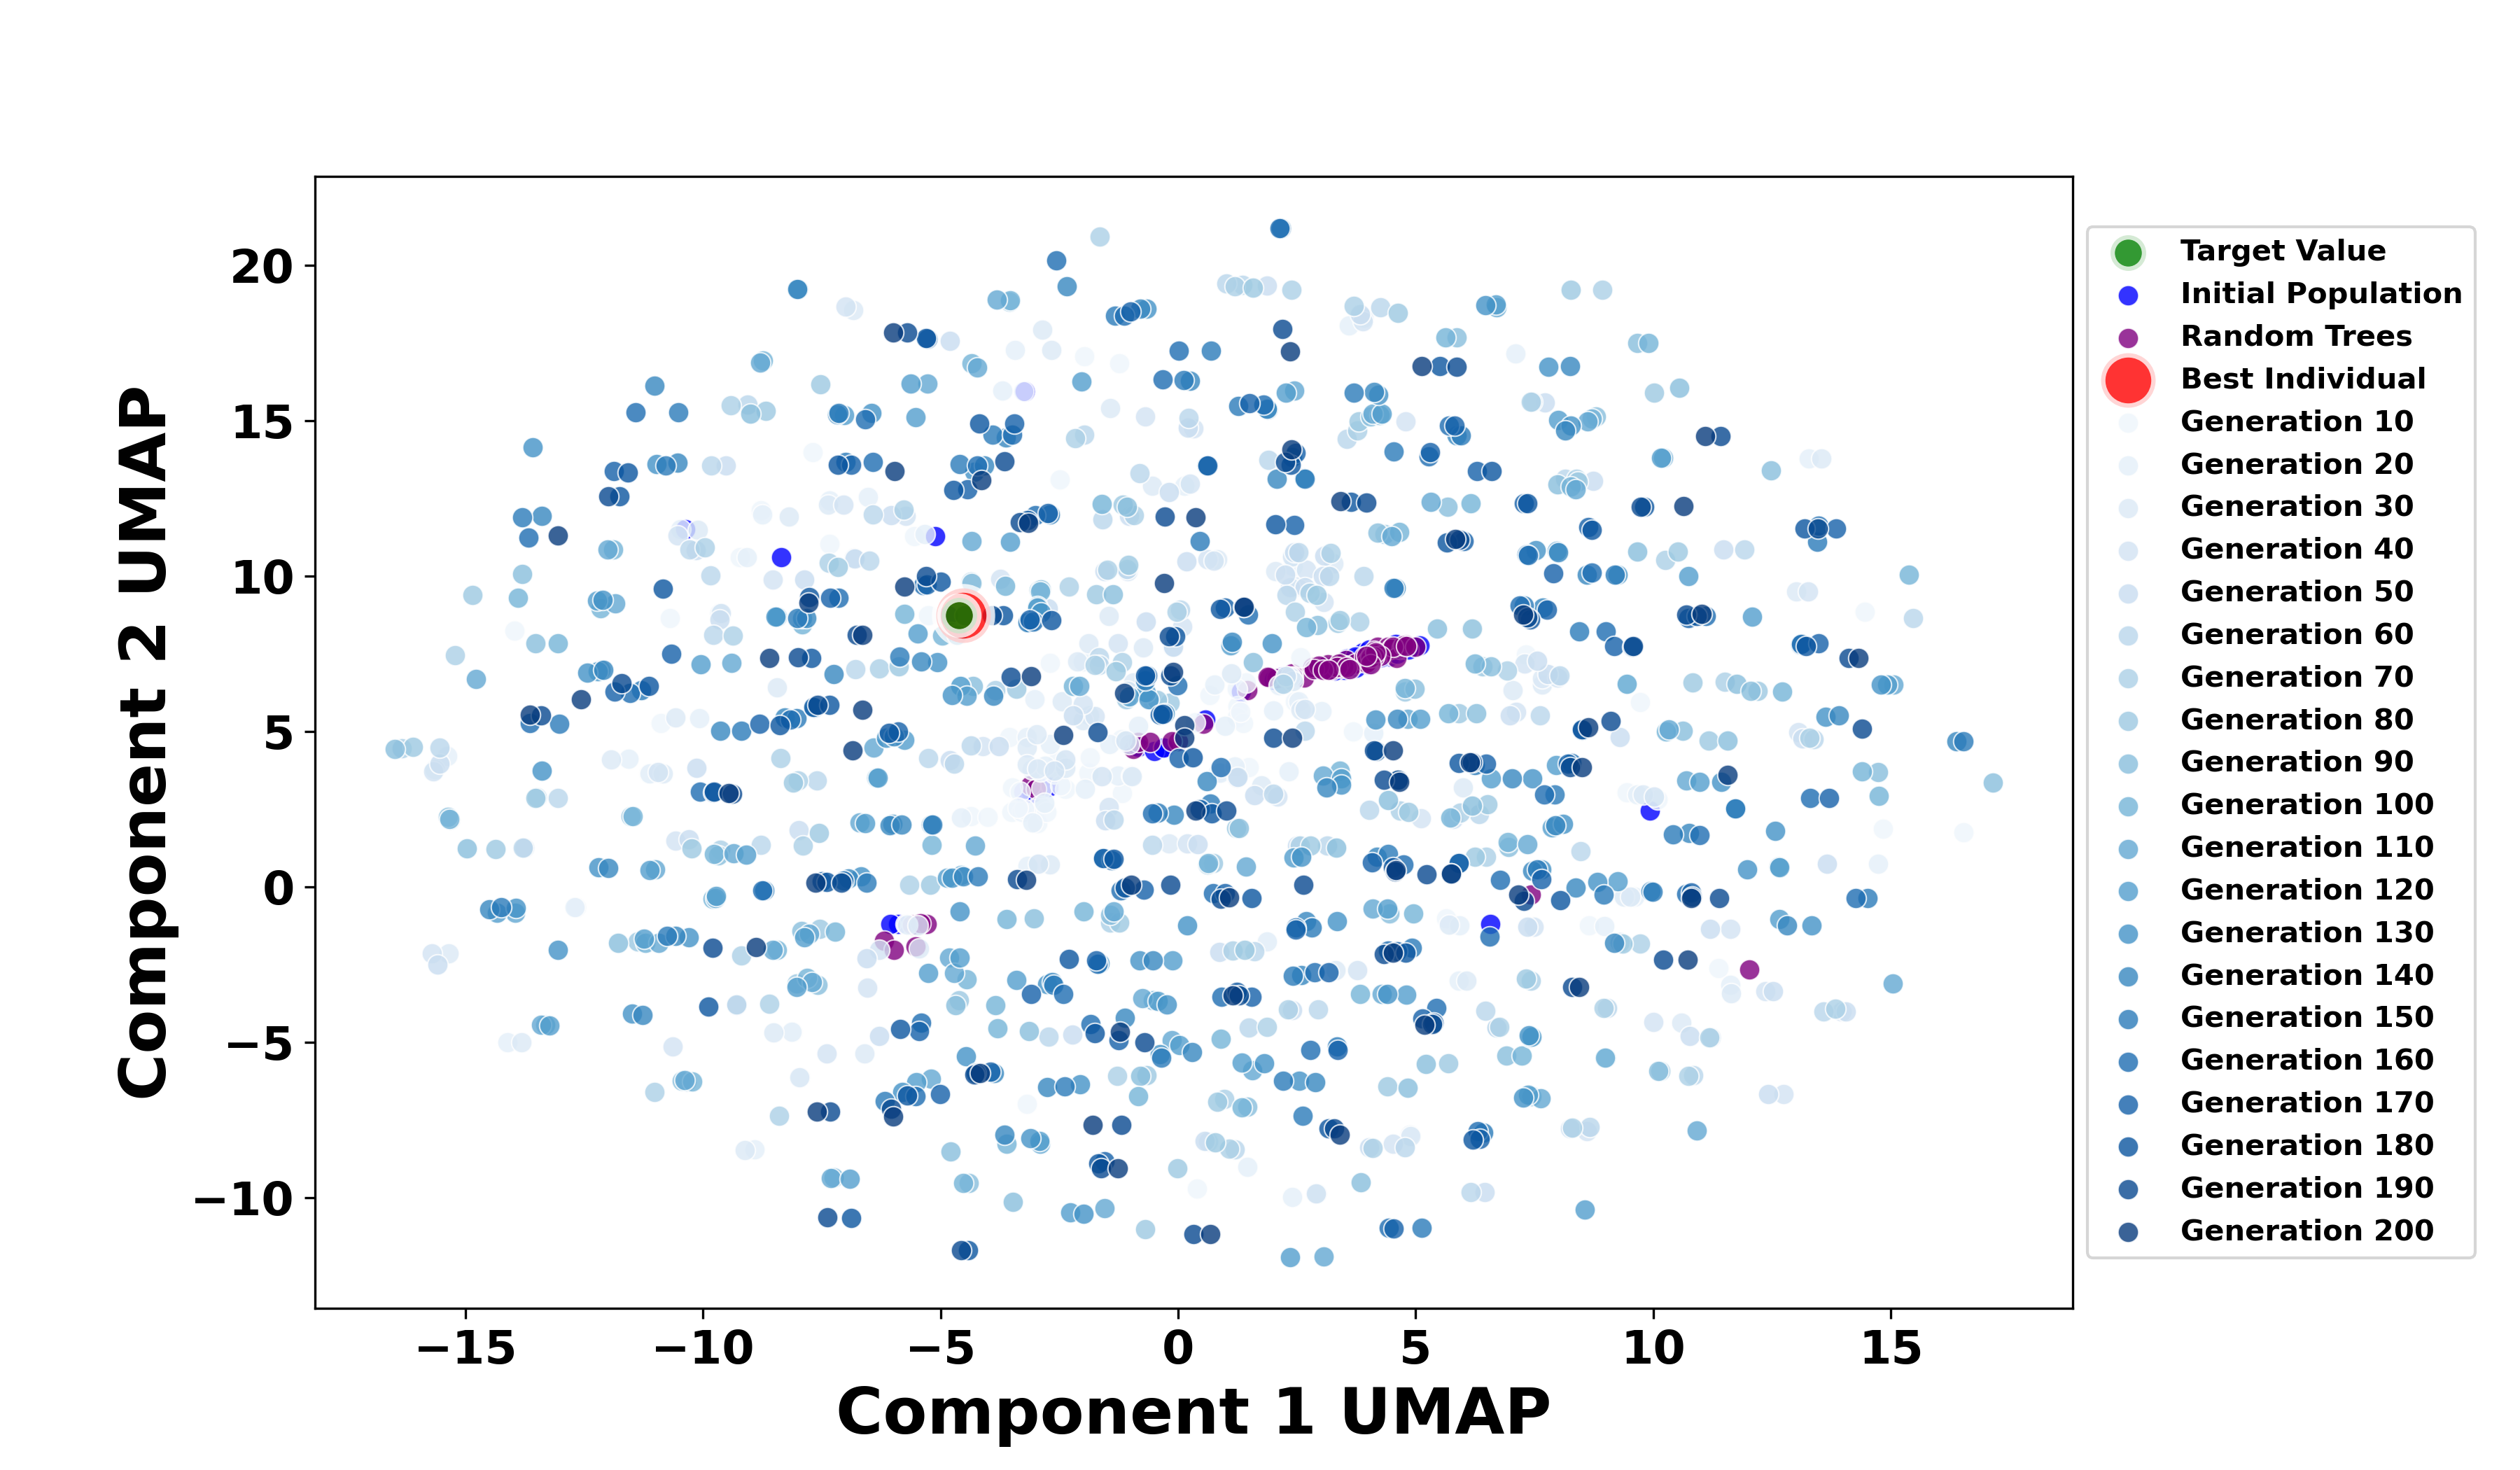 20
15
10
5
0
−5
−10
Component 2 UMAP
−15
−10
−5
0
5
10
15
Component 1 UMAP
Target Value
Initial Population
Random Trees
Best Individual
Generation 10
Generation 20
Generation 30
Generation 40
Generation 50
Generation 60
Generation 70
Generation 80
Generation 90
Generation 100
Generation 110
Generation 120
Generation 130
Generation 140
Generation 150
Generation 160
Generation 170
Generation 180
Generation 190
Generation 200